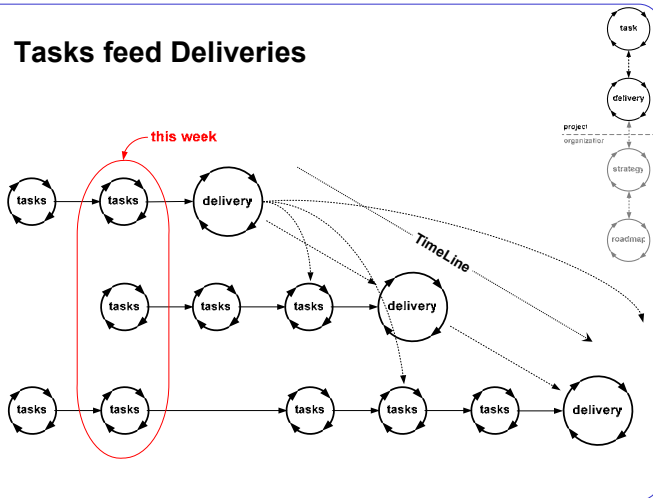 Tasks feed Deliveries
task
delivery
project
organization
strategy
roadmap
this week
tasks
tasks
delivery
TimeLine
tasks
tasks
tasks
delivery
tasks
tasks
tasks
tasks
tasks
delivery